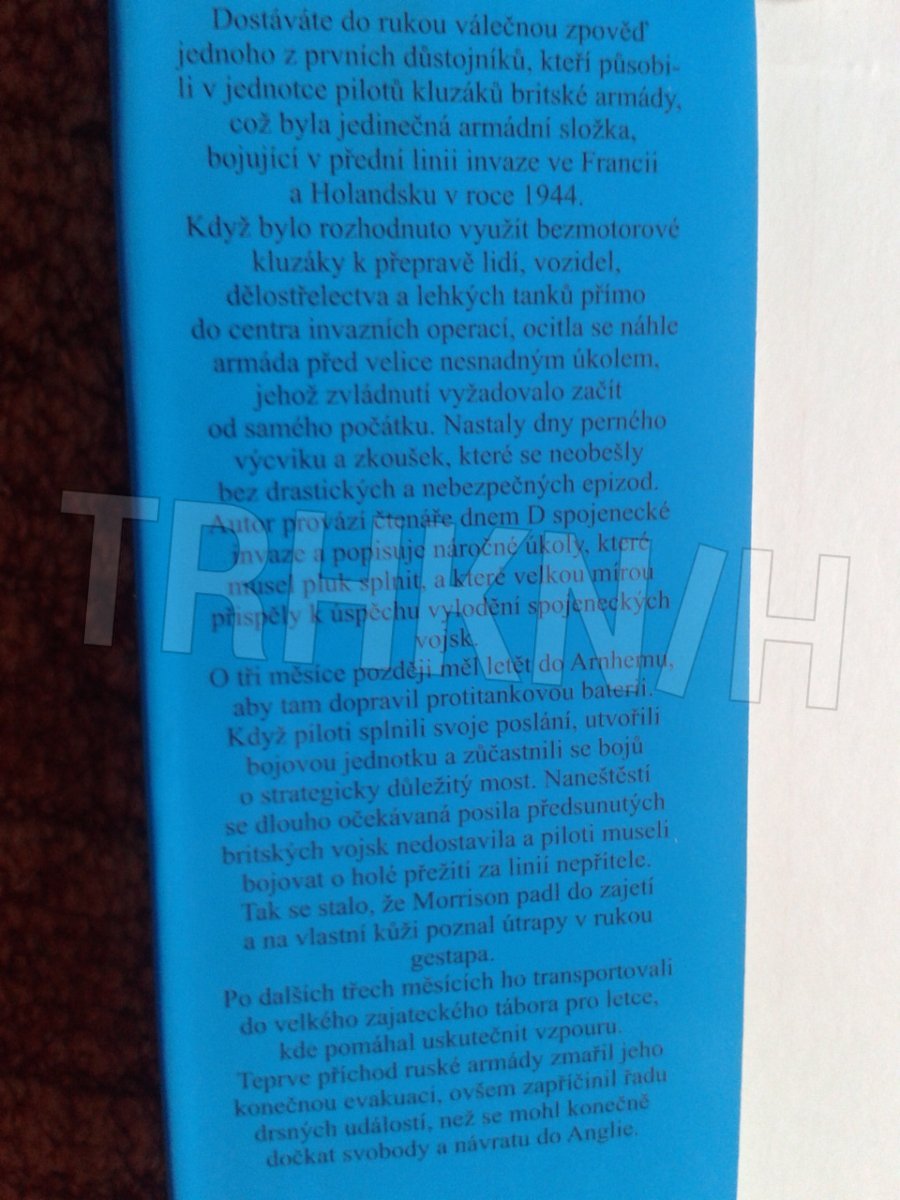 Dostáváte do rukou válečnou zpověď
jednoho z prvních důstojníků, kteří působi-
li v jednotce pilotů kluzáků britské armády,
což byla jedinečná armádní složka,
bojující v přední linii invaze ve Francii
a Holandsku v roce 1944.
Když bylo rozhodnuto využít bezmotorové
kluzáky k přepravě lidí, vozidel,
dělostřelectva a lehkých tanků přímo
do centra invazních operací, ocitla se náhle
armáda před velice nesnadným úkolem,
jehož zvládnutí vyžadovalo začít
od samého počátku. Nastaly dny perného
výcviku a zkoušek, které se neobešly
bez drastických a nebezpečných epizod.
Autor provází čtenáře dnem D spojenecké
invaze a popisuje náročné úkoly, které
musel pluk splnit, a které velkou mírou
přispěly k úspěchu vylodění spojeneckých
vojsk.
O tři měsíce později měl letět do Arnhemu,
aby tam dopravil protitankovou baterii.
Když piloti splnili svoje poslání, utvořili
bojovou jednotku a zúčastnili se bojů
o strategicky důležitý most. Naneštěstí
se dlouho očekávaná posila předsunutých
britských vojsk nedostavila a piloti museli
bojovat o holé přežití za linií nepřítele.
Tak se stalo, že Morrison padl do zajetí
a na vlastní kůži poznal útrapy v rukou
gestapa.
Po dalších třech měsících ho transportovali
do velkého zajateckého tábora pro letce,
kde pomáhal uskutečnit vzpouru.
Teprve příchod ruské armády zmařil jeho
konečnou evakuaci, ovšem zapříčinil řadu
drsných událostí, než se mohl konečně
dočkat svobody a návratu do Anglie.
TRHKNIH